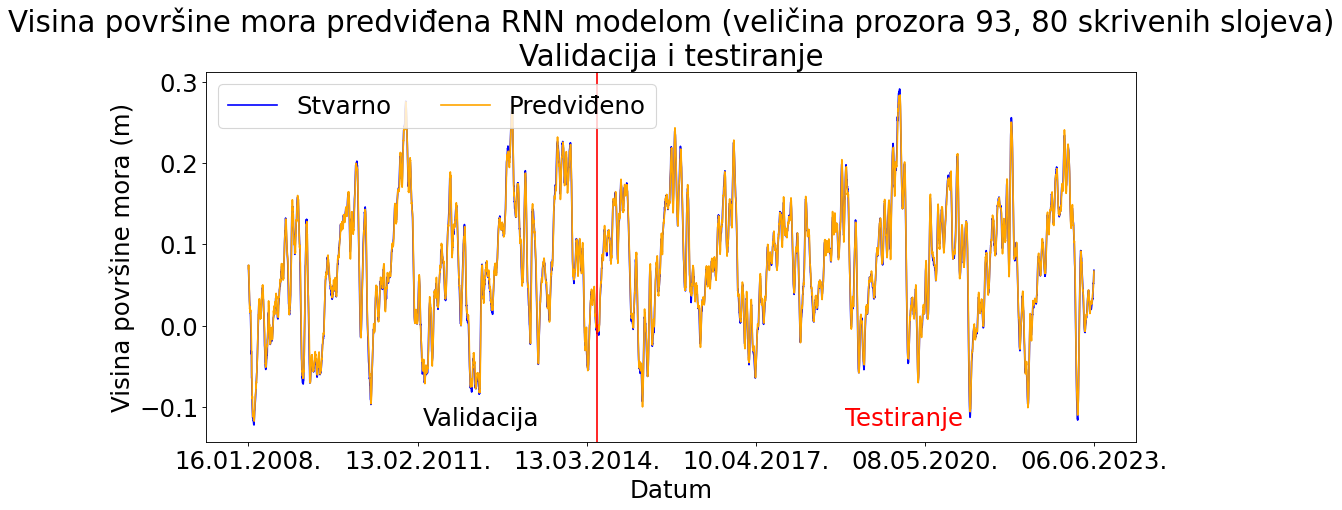 Visina površine mora predviđena RNN modelom (veličina prozora 93, 80 skrivenih slojeva)
Validacija i testiranje
Stvarno Predviđeno
Visina površine mora (m)
0.3
0.2
0.1
0.0
−0.1
Validacija Testiranje
16.01.2008. 13.02.2011. 13.03.2014. 10.04.2017. 08.05.2020. 06.06.2023.
Datum